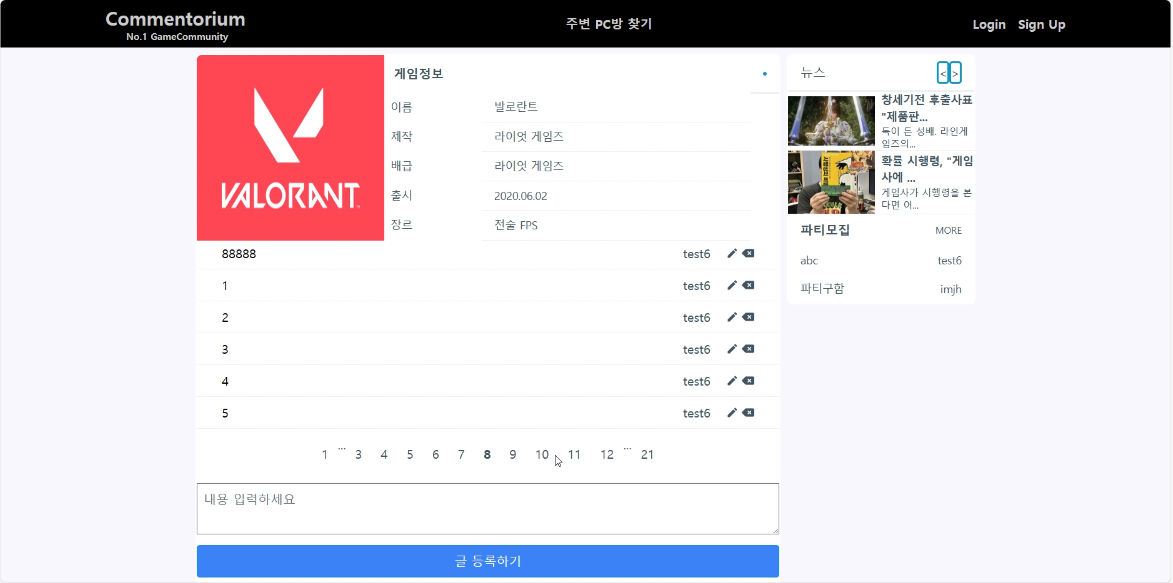 Commentorium
No.1 GameCommunity
주변 PC방 찾기
Login Sign Up
VALORANT
게임정보
이름 발로란트
제작 라이엇 게임즈
배급 라이엇 게임즈
출시 2020.06.02
장르 전술 FPS
88888 test6
1 test6
2 test6
3 test6
4 test6
5 test6
1 ... 3 4 5 6 7 8 9 10 11 12 ... 21
내용 입력하세요
글 등록하기
뉴스 < >
창세기전 후출사표
"제품판...
독이 든 성배. 라인게
임즈의...
확률 시행령, "게임
사에 ...
게임사가 시행령을 본
다면 어...
파티모집 MORE
abc test6
파티구함 imjh